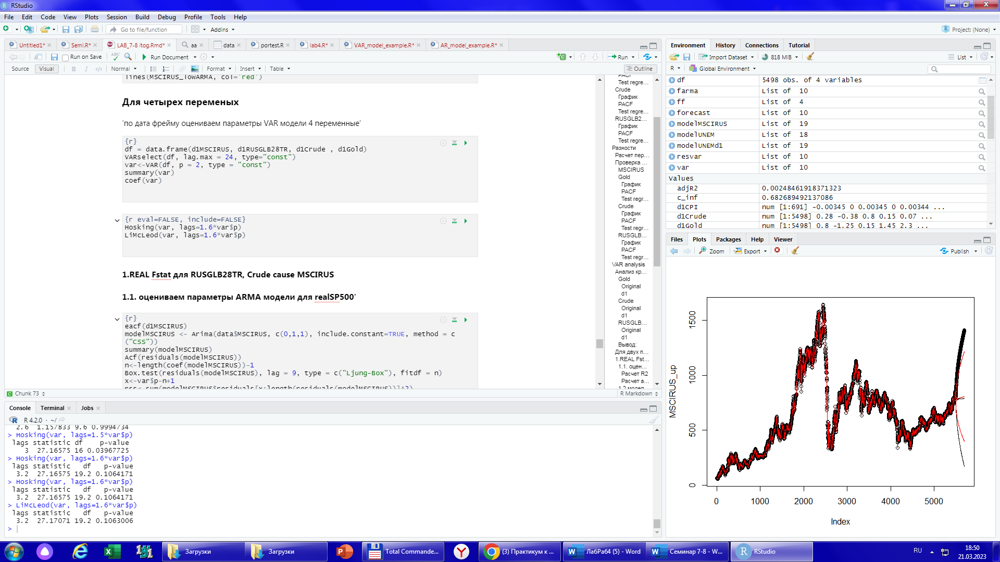 RStudio
File Edit Code View Plots Session Build Debug Profile Tools Help
Go to file/function
Addins
Project: (None)
Untitled1*
Semi.R*
LAB_7-8 itog.Rmd*
aa
data
portest.R
lab4.R*
VAR_model_example.R*
AR_model_example.R*
Run on Save
ABC
Run Document
Run
Source Visual
B I </>
Normal
Format
Insert
Table
Outline
lines(MSCIRUS_lowARMA, col='red')
Для четырех переменых
'по дата фрейму оцениваем параметры VAR модели 4 переменные'
{r}
df = data.frame(d1MSCIRUS, d1RUSGLB28TR, d1Crude , d1Gold)
VARselect(df, lag.max = 24, type="const")
var<-VAR(df, p = 2, type = "const")
summary(var)
coef(var)
{r eval=FALSE, include=FALSE}
Hosking(var, lags=1.6*var$p)
LiMcLeod(var, lags=1.6*var$p)
1.REAL Fstat для RUSGLB28TR, Crude cause MSCIRUS
1.1. оцениваем параметры ARMA модели для realSP500'
{r}
eacf(d1MSCIRUS)
modelMSCIRUS <- Arima(data$MSCIRUS, c(0,1,1), include.constant=TRUE, method = c
("CSS"))
summary(modelMSCIRUS)
Acf(residuals(modelMSCIRUS))
n<-length(coef(modelMSCIRUS))-1
Box.test(residuals(modelMSCIRUS), lag = 9, type = c("Ljung-Box"), fitdf = n)
x<-var$p-n+1
rss<-sum(modelMSCIRUS$residuals[x:length(residuals(modelMSCIRUS))]^2)
PACF
Test regre...
Crude
График
PACF
Test regre...
RUSGLB2...
График
PACF
Test regre...
Разности
Расчет пер...
Проверка ...
MSCIRUS
Gold
График
PACF
Test regr...
Crude
График
PACF
Test regr...
RUSGLB...
График
PACF
Test regr...
VAR analysis
Анализ кр...
Gold
Original
d1
Crude
Original
d1
RUSGLB...
Original
d1
Вывод:
Для двух п...
1.REAL Fst...
1.1. оцен...
Расчет R2
Расчет а...
1.2 модел...
Chunk 73
R Markdown
Console Terminal Jobs
R 4.2.0 · ~/
2.6 1.157833 9.6 0.9994734
> Hosking(var, lags=1.5*var$p)
lags statistic df p-value
3 27.16575 16 0.03967725
> Hosking(var, lags=1.6*var$p)
lags statistic df p-value
3.2 27.16575 19.2 0.1064171
> Hosking(var, lags=1.6*var$p)
lags statistic df p-value
3.2 27.16575 19.2 0.1064171
> LiMcLeod(var, lags=1.6*var$p)
lags statistic df p-value
3.2 27.17071 19.2 0.1063006
>
Environment History Connections Tutorial
Import Dataset
818 MiB
List
R
Global Environment
df 5498 obs. of 4 variables
farma List of 10
ff List of 4
forecast List of 10
modelMSCIRUS List of 19
modelUNEM List of 18
modelUNEMd1 List of 19
resvar List of 10
var List of 10
Values
adjR2 0.00248461918371323
c_inf 0.682689492137086
d1CPI num [1:691] -0.00345 0 0.00345 0 0.00344 ...
d1Crude num [1:5498] 0.28 -0.38 0.8 0.15 0.07 ...
d1Gold num [1:5498] 0.8 -1.25 0.15 1.45 2.3 ...
Files Plots Packages Help Viewer
Zoom
Export
Publish
MSCIRUS_up
1500
1000
500
0
0 1000 2000 3000 4000 5000
Index
Загрузки
Загрузки
Total Commande...
(3) Практикум к ...
ЛабРаб4 (5) - Word
Семинар 7-8 - W...
RStudio
RU
18:50
21.03.2023